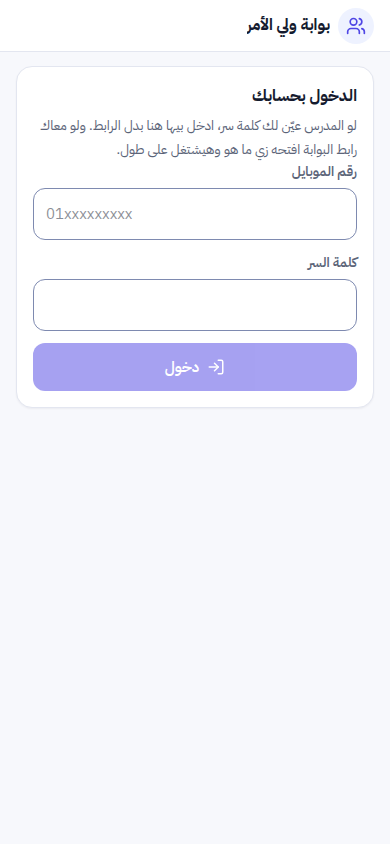 بوابة ولي الأمر
الدخول بحسابك
لو المدرس عيّن لك كلمة سر، ادخل بيها هنا بدل الرابط. ولو معاك
رابط البوابة افتحه زي ما هو وهيشتغل على طول.
رقم الموبايل
01xxxxxxxxx
كلمة السر
دخول